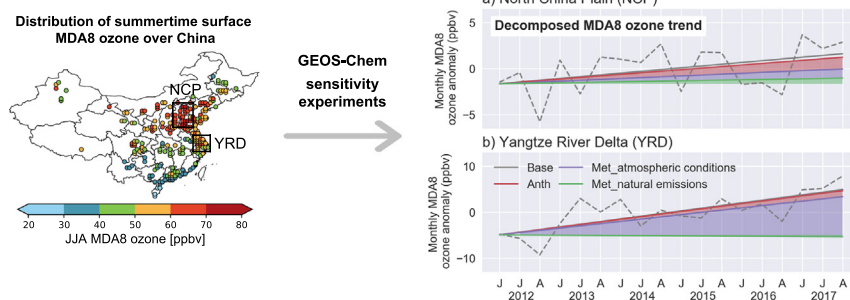 Distribution of summertime surface
MDA8 ozone over China
NCP
YRD
20 30 40 50 60 70 80
JJA MDA8 ozone [ppbv]
GEOS-Chem
sensitivity
experiments
a) North China Plain (NCP)
Decomposed MDA8 ozone trend
Monthly MDA8
ozone anomaly (ppbv)
5
0
−5
b) Yangtze River Delta (YRD)
Base
Anth
Met_atmospheric conditions
Met_natural emissions
Monthly MDA8
ozone anomaly (ppbv)
10
0
−10
J J A J J A J J A J J A J J A J J A
2012 2013 2014 2015 2016 2017